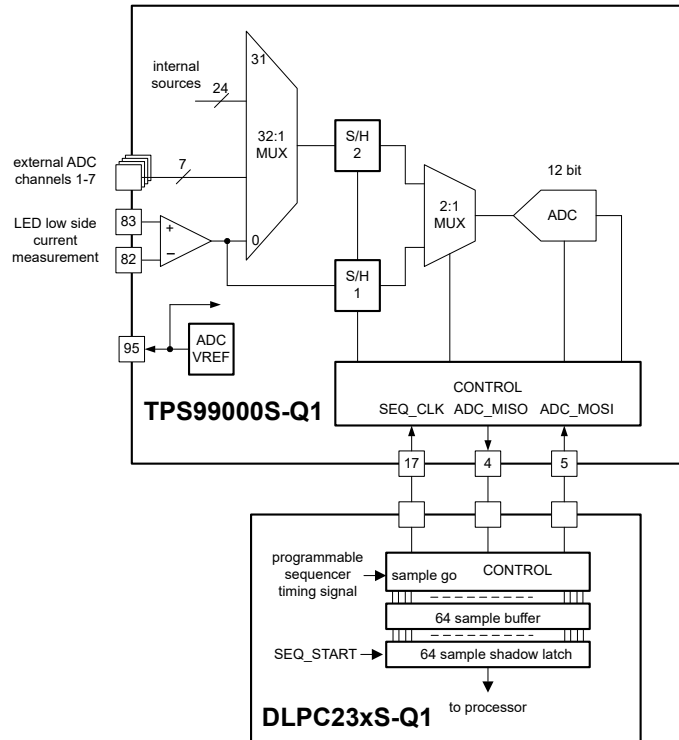 31
internal
sources
24
32:1
MUX
S/H
2
external ADC
channels 1-7
7
12 bit
2:1
MUX
ADC
LED low side
current
measurement
83
+
82
−
0
S/H
1
95
ADC
VREF
CONTROL
TPS99000S-Q1
SEQ_CLK ADC_MISO ADC_MOSI
17
4
5
programmable
sequencer
timing signal
sample go
CONTROL
64 sample buffer
SEQ_START
64 sample shadow latch
to processor
DLPC23xS-Q1